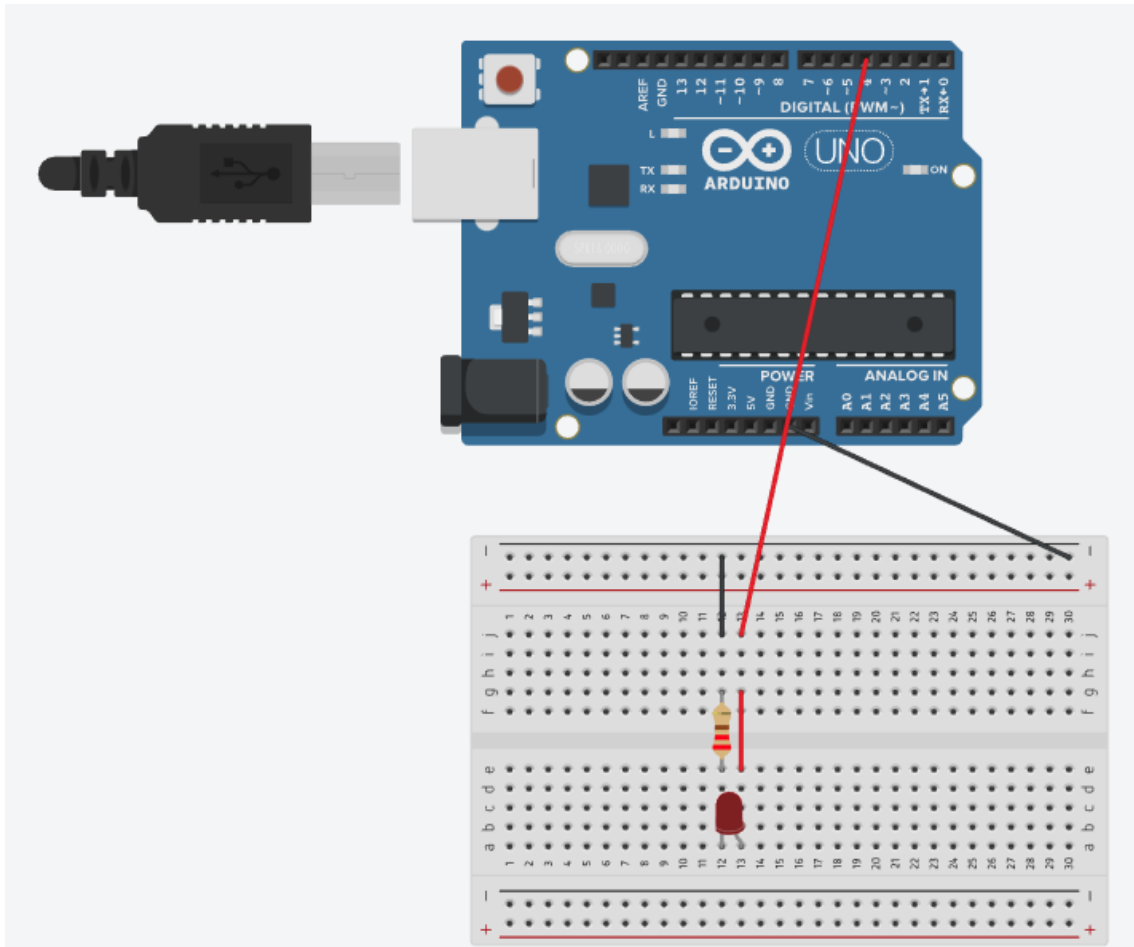 AREF
GND
13
12
~11
~10
~9
8
7
~6
~5
4
~3
2
TX→1
RX←0
DIGITAL (PWM~)
L
TX
RX
ARDUINO
UNO
ON
POWER
ANALOG IN
IOREF
RESET
3.3V
5V
GND
GND
Vin
A0
A1
A2
A3
A4
A5
− −
+ +
1 2 3 4 5 6 7 8 9 10 11 12 13 14 15 16 17 18 19 20 21 22 23 24 25 26 27 28 29 30
j j
i i
h h
g g
f f
e e
d d
c c
b b
a a
1 2 3 4 5 6 7 8 9 10 11 12 13 14 15 16 17 18 19 20 21 22 23 24 25 26 27 28 29 30
− −
+ +